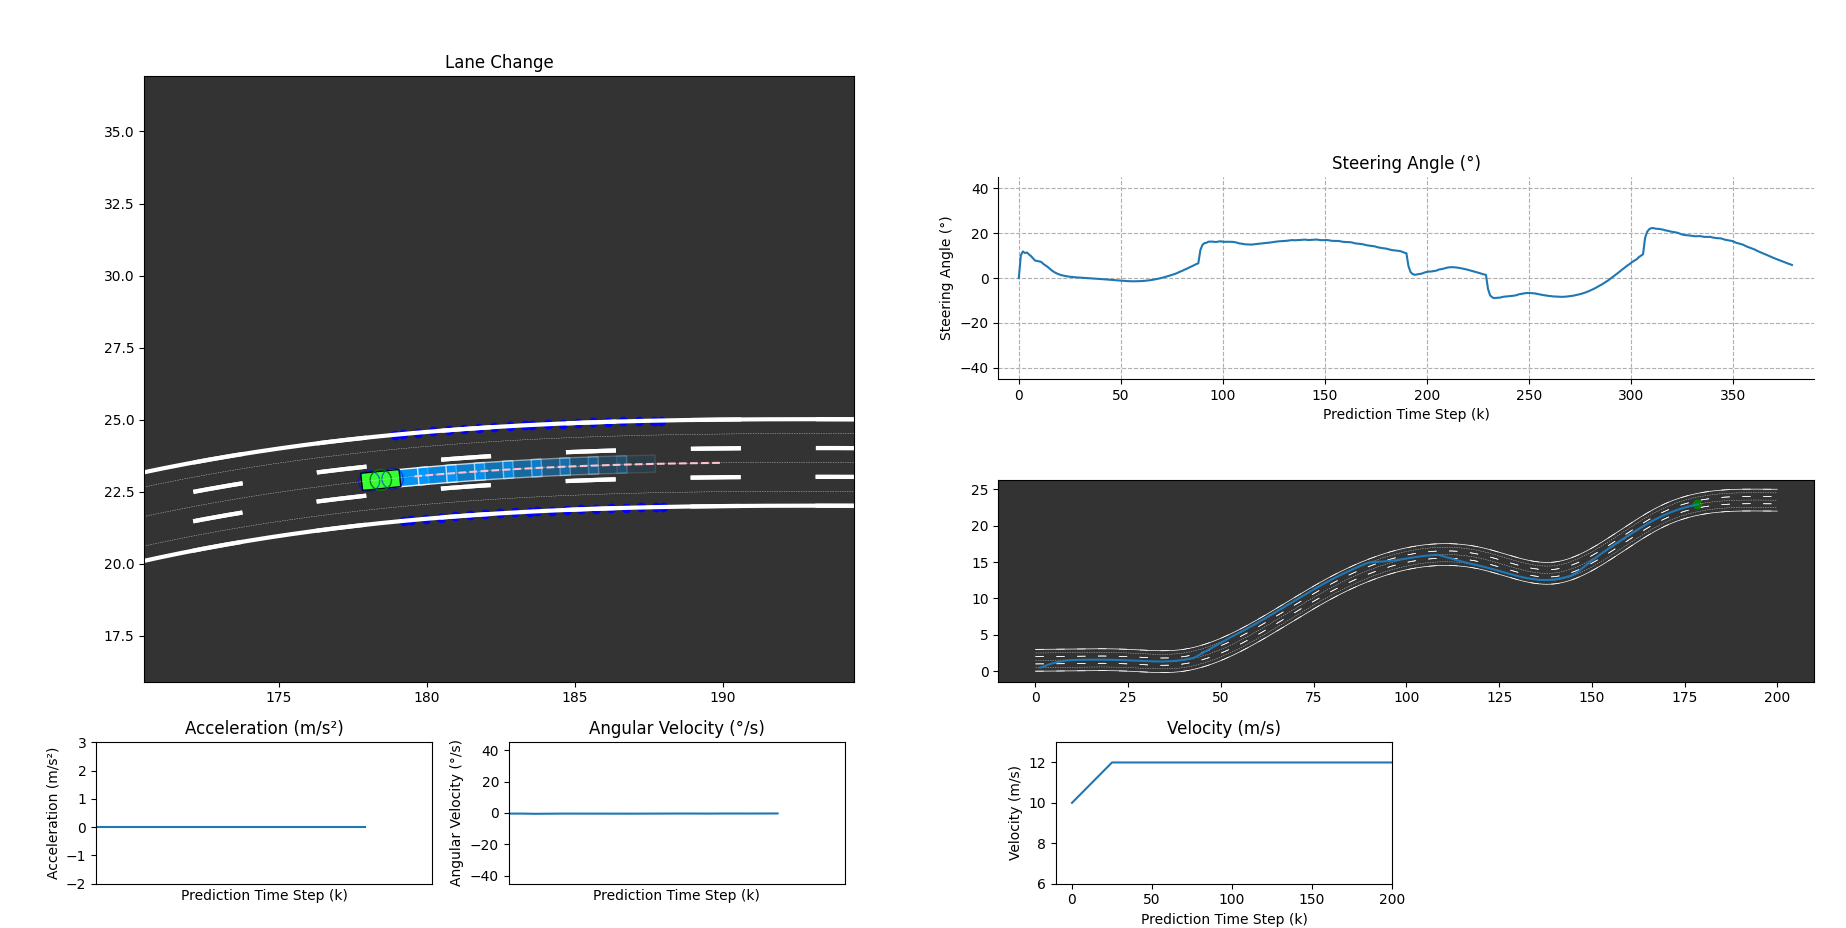 Lane Change
35.0
32.5
30.0
27.5
25.0
22.5
20.0
17.5
175 180 185 190
Steering Angle (°)
Steering Angle (°)
40
20
0
−20
−40
0 50 100 150 200 250 300 350
Prediction Time Step (k)
25
20
15
10
5
0
0 25 50 75 100 125 150 175 200
Acceleration (m/s²)
Acceleration (m/s²)
3
2
1
0
−1
−2
Prediction Time Step (k)
Angular Velocity (°/s)
Angular Velocity (°/s)
40
20
0
−20
−40
Prediction Time Step (k)
Velocity (m/s)
Velocity (m/s)
12
10
8
6
0 50 100 150 200
Prediction Time Step (k)